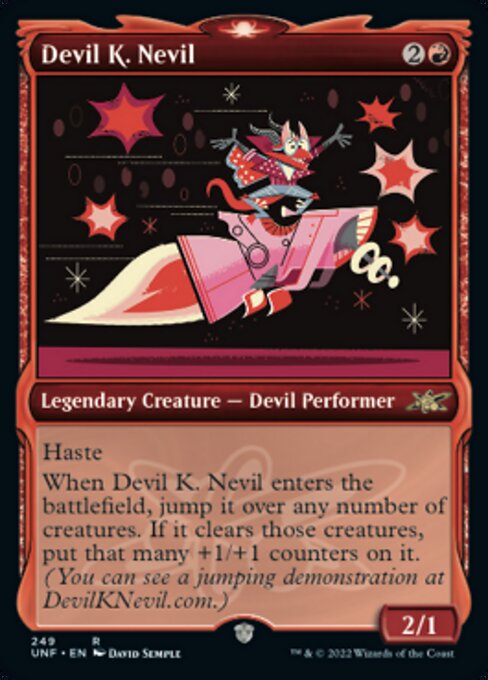 Devil K. Nevil 2
Legendary Creature — Devil Performer
Haste
When Devil K. Nevil enters the
battlefield, jump it over any number of
creatures. If it clears those creatures,
put that many +1/+1 counters on it.
(You can see a jumping demonstration at
DevilKNevil.com.)
2/1
249 R
UNF • EN DAVID SEMPLE
™ & © 2022 Wizards of the Coast